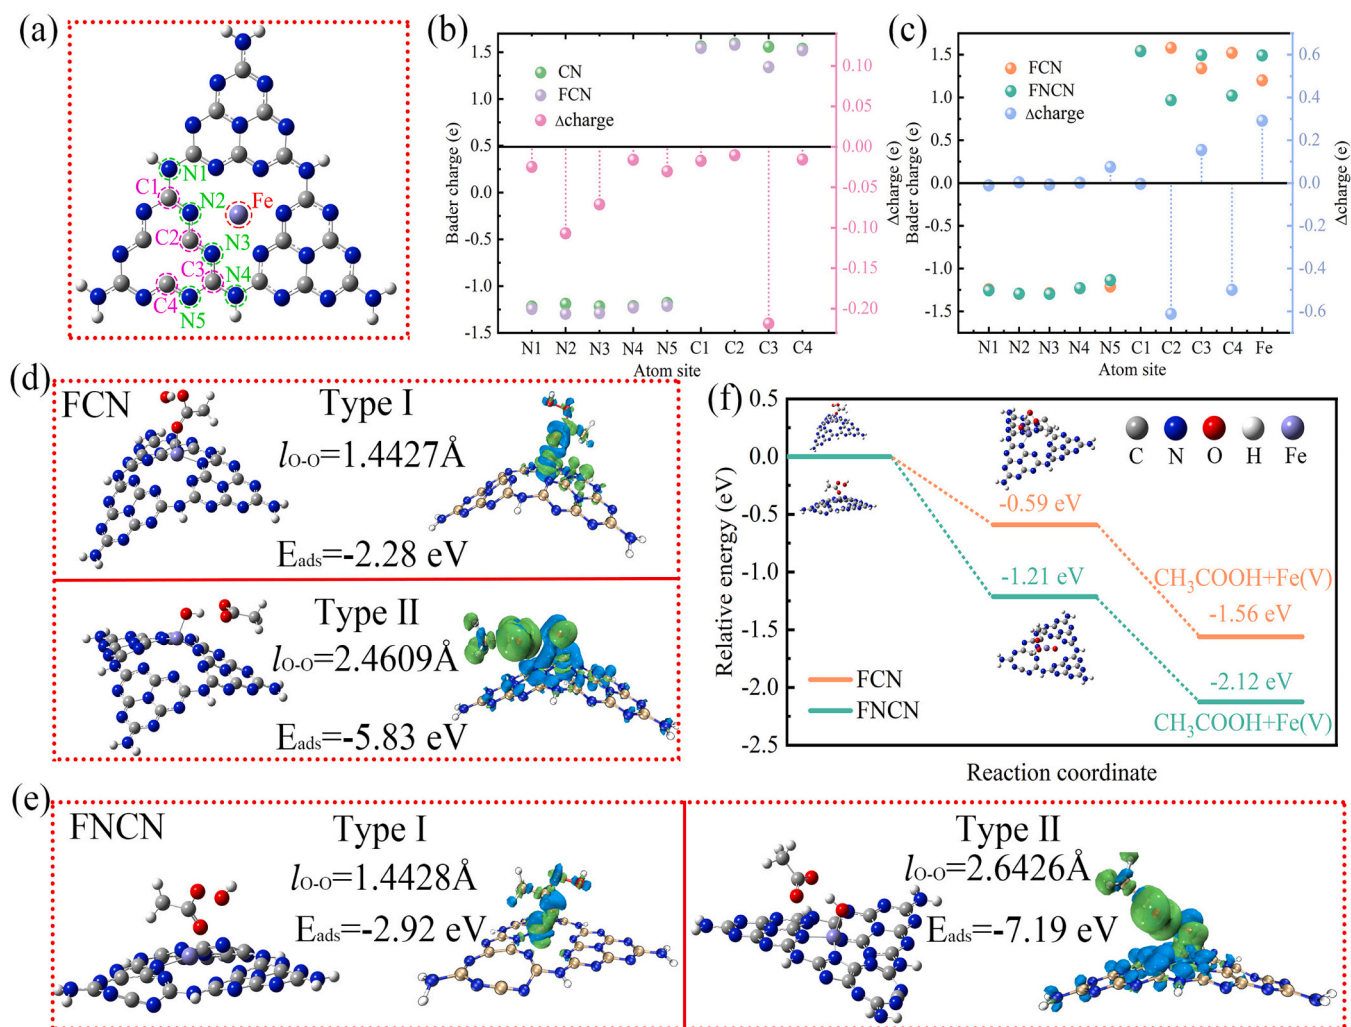 (a)
N1
C1
N2
Fe
C2
N3
C3
N4
C4
N5
(b)
1.5
1.0
0.5
0.0
-0.5
-1.0
-1.5
Bader charge (e)
CN
FCN
Δcharge
0.10
0.05
0.00
-0.05
-0.10
-0.15
-0.20
Δcharge (e)
N1 N2 N3 N4 N5 C1 C2 C3 C4
Atom site
(c)
1.5
1.0
0.5
0.0
-0.5
-1.0
-1.5
Bader charge (e)
FCN
FNCN
Δcharge
0.6
0.4
0.2
0.0
-0.2
-0.4
-0.6
Δcharge (e)
N1 N2 N3 N4 N5 C1 C2 C3 C4 Fe
Atom site
(d)
FCN
Type I
lO-O=1.4427Å
Eads=-2.28 eV
Type II
lO-O=2.4609Å
Eads=-5.83 eV
(f)
0.5
0.0
-0.5
-1.0
-1.5
-2.0
-2.5
Relative energy (eV)
C N O H Fe
-0.59 eV
-1.21 eV
CH3COOH+Fe(V)
-1.56 eV
-2.12 eV
CH3COOH+Fe(V)
FCN
FNCN
Reaction coordinate
(e)
FNCN
Type I
lO-O=1.4428Å
Eads=-2.92 eV
Type II
lO-O=2.6426Å
Eads=-7.19 eV